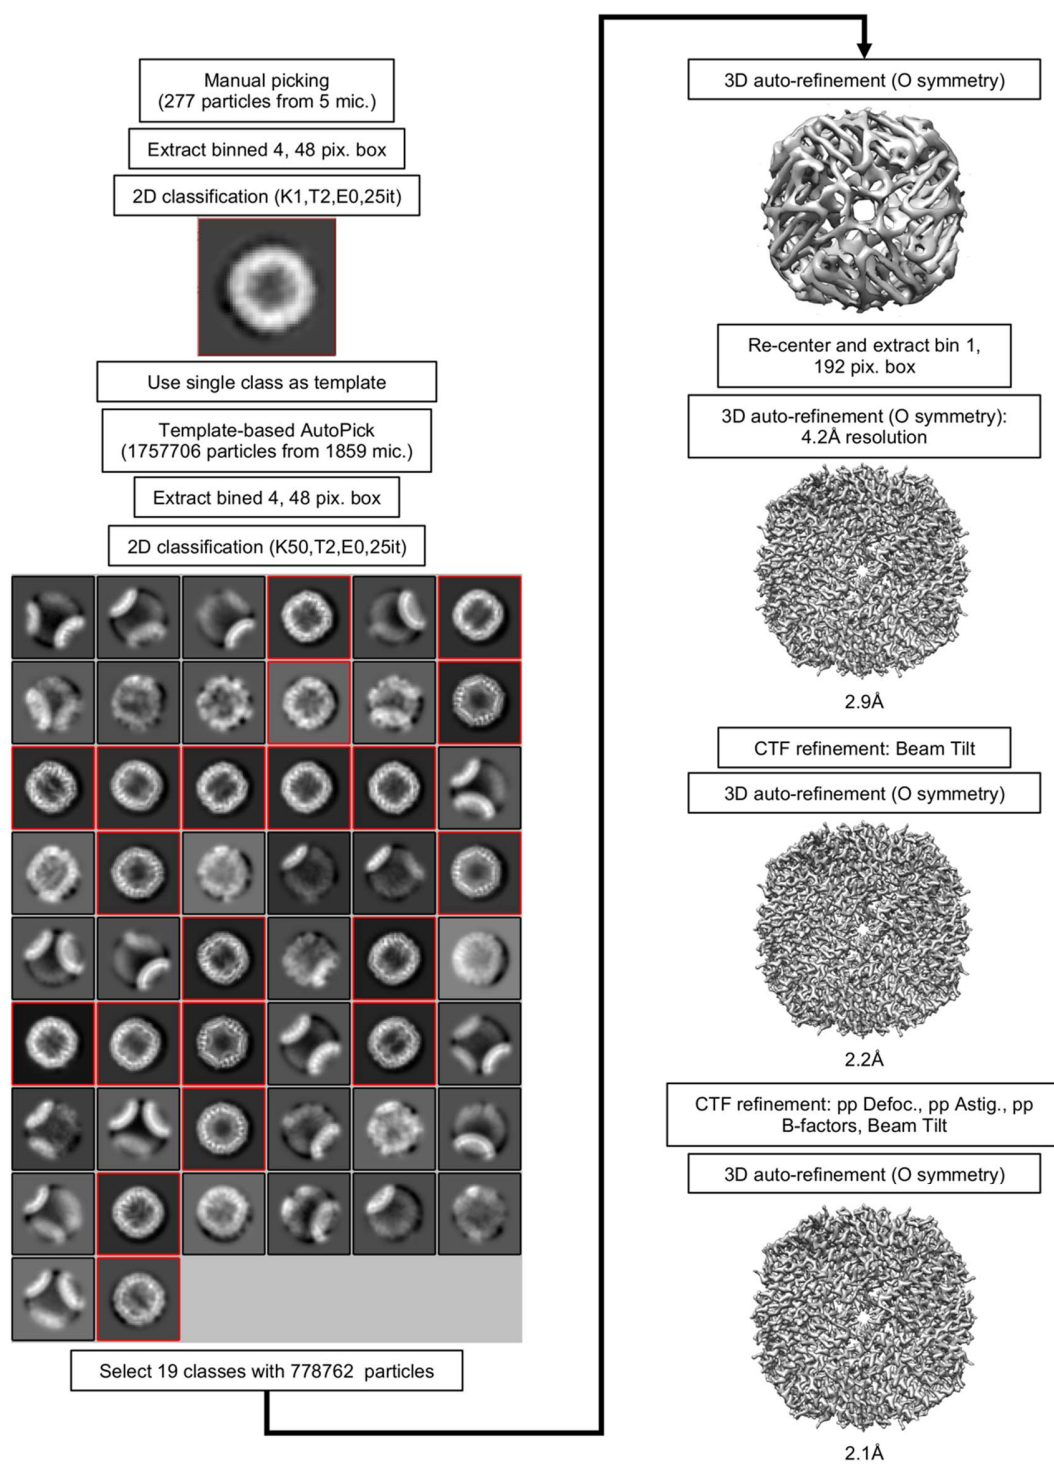 Manual picking
(277 particles from 5 mic.)
Extract binned 4, 48 pix. box
2D classification (K1,T2,E0,25it)
Use single class as template
Template-based AutoPick
(1757706 particles from 1859 mic.)
Extract bined 4, 48 pix. box
2D classification (K50,T2,E0,25it)
Select 19 classes with 778762 particles
3D auto-refinement (O symmetry)
Re-center and extract bin 1,
192 pix. box
3D auto-refinement (O symmetry):
4.2Å resolution
2.9Å
CTF refinement: Beam Tilt
3D auto-refinement (O symmetry)
2.2Å
CTF refinement: pp Defoc., pp Astig., pp
B-factors, Beam Tilt
3D auto-refinement (O symmetry)
2.1Å